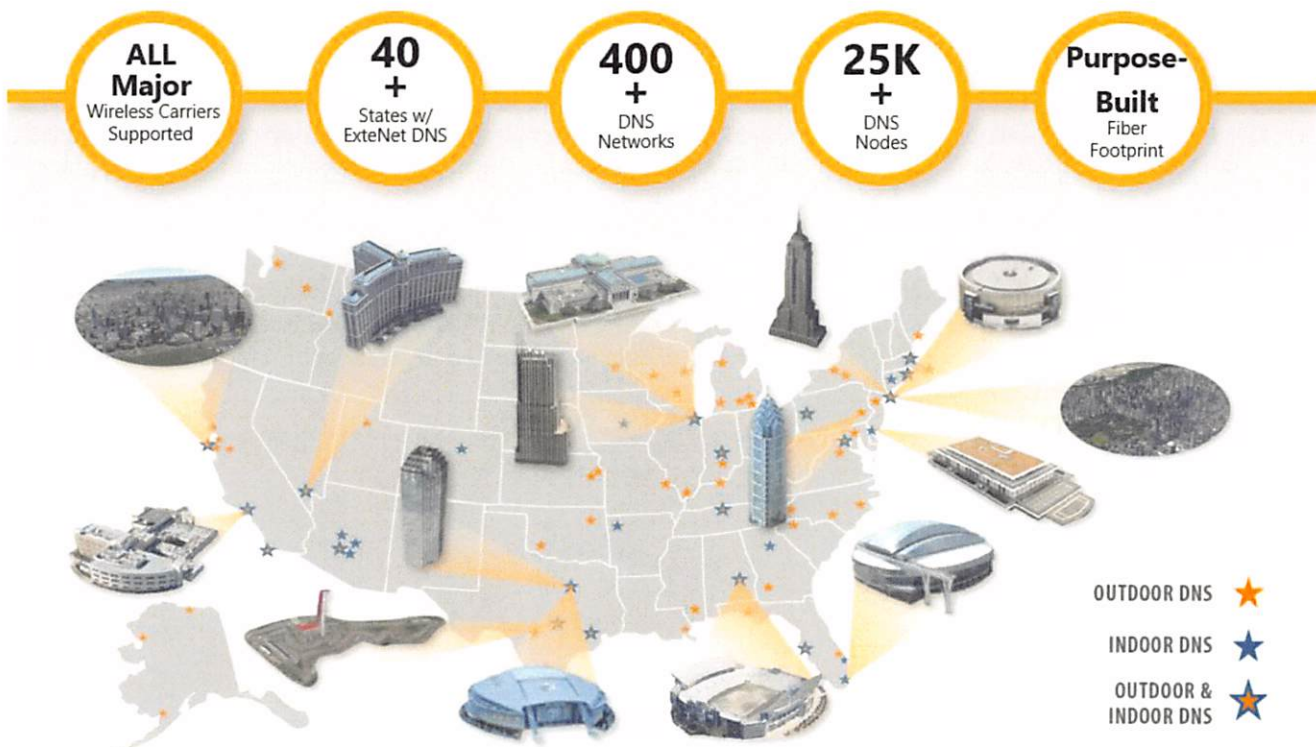 ALL
Major
Wireless Carriers
Supported
40
+
States w/
ExteNet DNS
400
+
DNS
Networks
25K
+
DNS
Nodes
Purpose-
Built
Fiber
Footprint
OUTDOOR DNS
INDOOR DNS
OUTDOOR &
INDOOR DNS